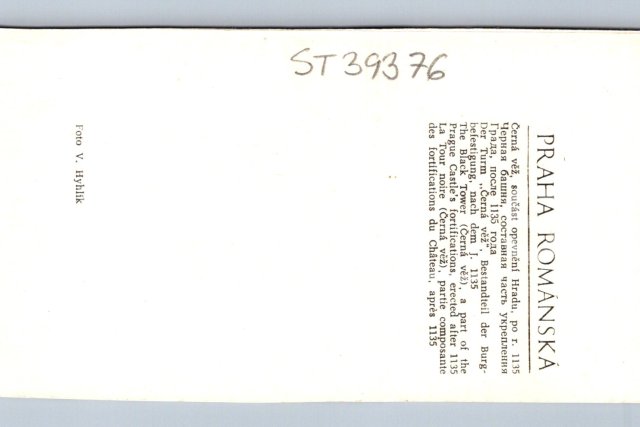 ST 39376
PRAHA ROMÁNSKÁ
Černá věž, součást opevnění Hradu, po r. 1135
Черная башня, составная часть укрепления
Града, после 1135 года
Der Turm „Černá věž“, Bestandteil der Burg-
befestigung, nach dem J. 1135
The Black Tower (Černá věž), a part of the
Prague Castle's fortifications, erected after 1135
La Tour noire (Černá věž), partie composante
des fortifications du Château, après 1135
Foto V. Hyhlík